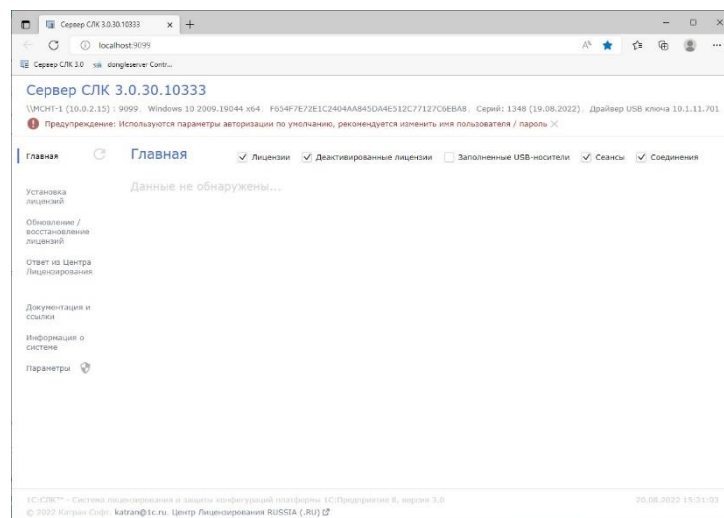 Сервер СЛК 3.0.30.10333
localhost:9099
Сервер СЛК 3.0 dongleserver Contr...
Сервер СЛК 3.0.30.10333
\\MCHT-1 (10.0.2.15) : 9099, Windows 10 2009.19044 x64, F654F7E72E1C2404AA845DA4E512C77127C6EBA8, Серий: 1348 (19.08.2022), Драйвер USB ключа 10.1.11.701
Предупреждение: Используются параметры авторизации по умолчанию, рекомендуется изменить имя пользователя / пароль
Главная
Главная
Лицензии Деактивированные лицензии Заполненные USB-носители Сеансы Соединения
Данные не обнаружены...
Установка
лицензий
Обновление /
восстановление
лицензий
Ответ из Центра
Лицензирования
Документация и
ссылки
Информация о
системе
Параметры
1С:СЛК™ - Система лицензирования и защиты конфигураций платформы 1С:Предприятие 8, версия 3.0
20.08.2022 15:31:03
© 2022 Катран Софт, katran@1c.ru, Центр Лицензирования RUSSIA (.RU)